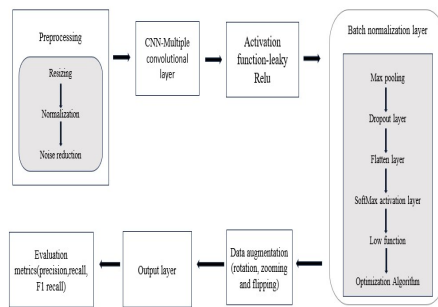 Preprocessing
Resizing
Normalization
Noise reduction
CNN-Multiple
convolutional
layer
Activation
function-leaky
Relu
Batch normalization layer
Max pooling
Dropout layer
Flatten layer
SoftMax activation layer
Low function
Optimization Algorithm
Data augmentation
(rotation, zooming
and flipping)
Output layer
Evaluation
metrics(precision,recall,
F1 recall)